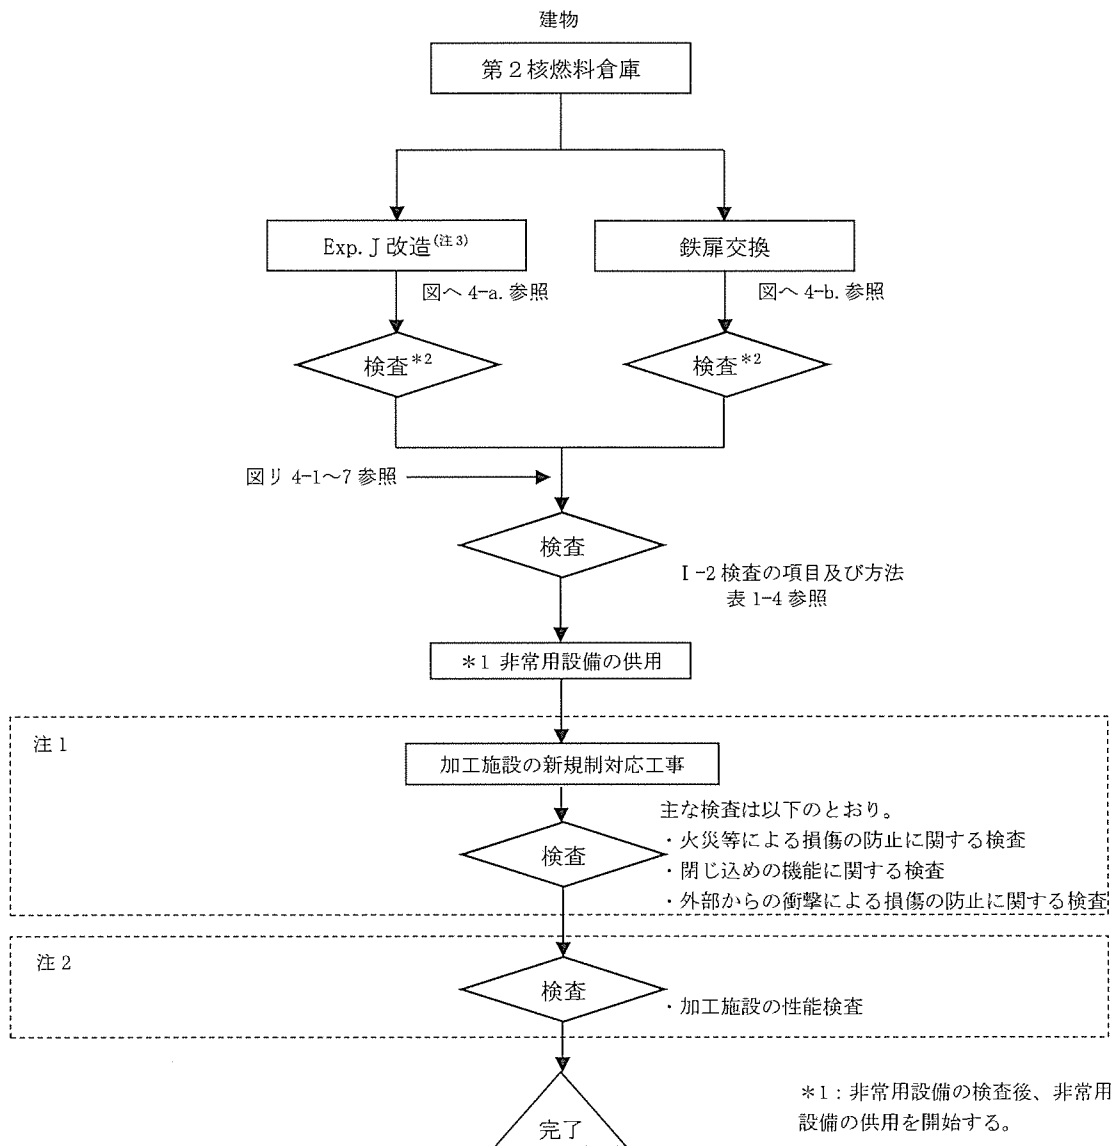 建物
第2核燃料倉庫
Exp.J改造(注3)
鉄扉交換
図ヘ 4-a.参照
図ヘ 4-b.参照
検査*2
検査*2
図リ 4-1～7 参照
検査
I-2 検査の項目及び方法
表 1-4 参照
*1 非常用設備の供用
注1
加工施設の新規制対応工事
主な検査は以下のとおり。
・火災等による損傷の防止に関する検査
検査
・閉じ込めの機能に関する検査
・外部からの衝撃による損傷の防止に関する検査
注2
検査
・加工施設の性能検査
*1：非常用設備の検査後、非常用
設備の供用を開始する。
完了